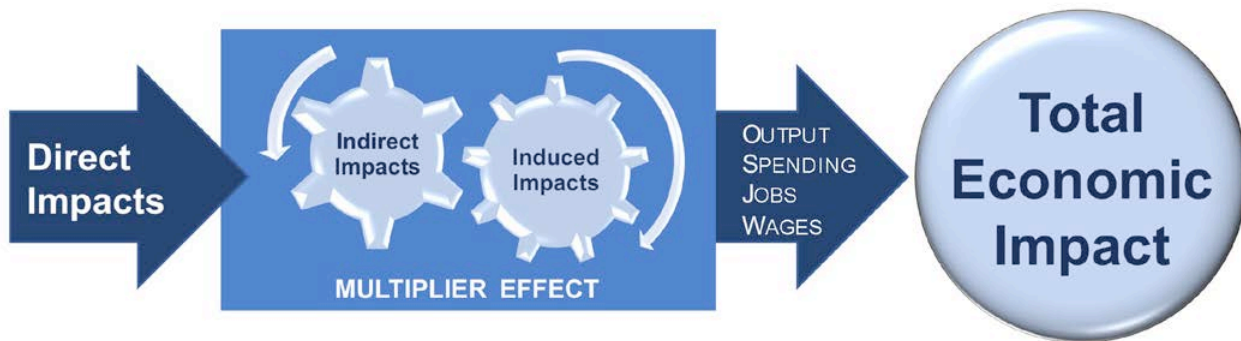 Direct
Impacts
Indirect
Impacts
Induced
Impacts
MULTIPLIER EFFECT
OUTPUT
SPENDING
JOBS
WAGES
Total
Economic
Impact